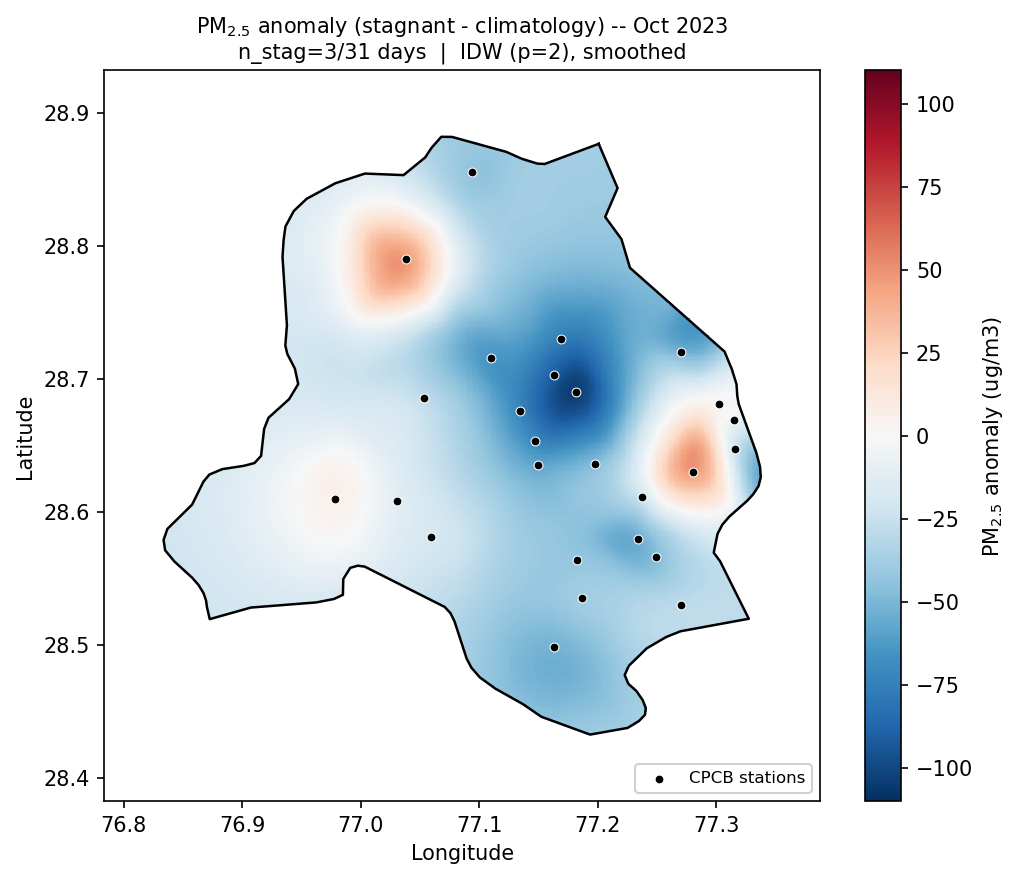 PM₂.₅ anomaly (stagnant - climatology) -- Oct 2023
n_stag=3/31 days | IDW (p=2), smoothed
28.9
28.8
28.7
28.6
28.5
28.4
Latitude
76.8 76.9 77.0 77.1 77.2 77.3
Longitude
CPCB stations
100
75
50
25
0
−25
−50
−75
−100
PM₂.₅ anomaly (ug/m3)